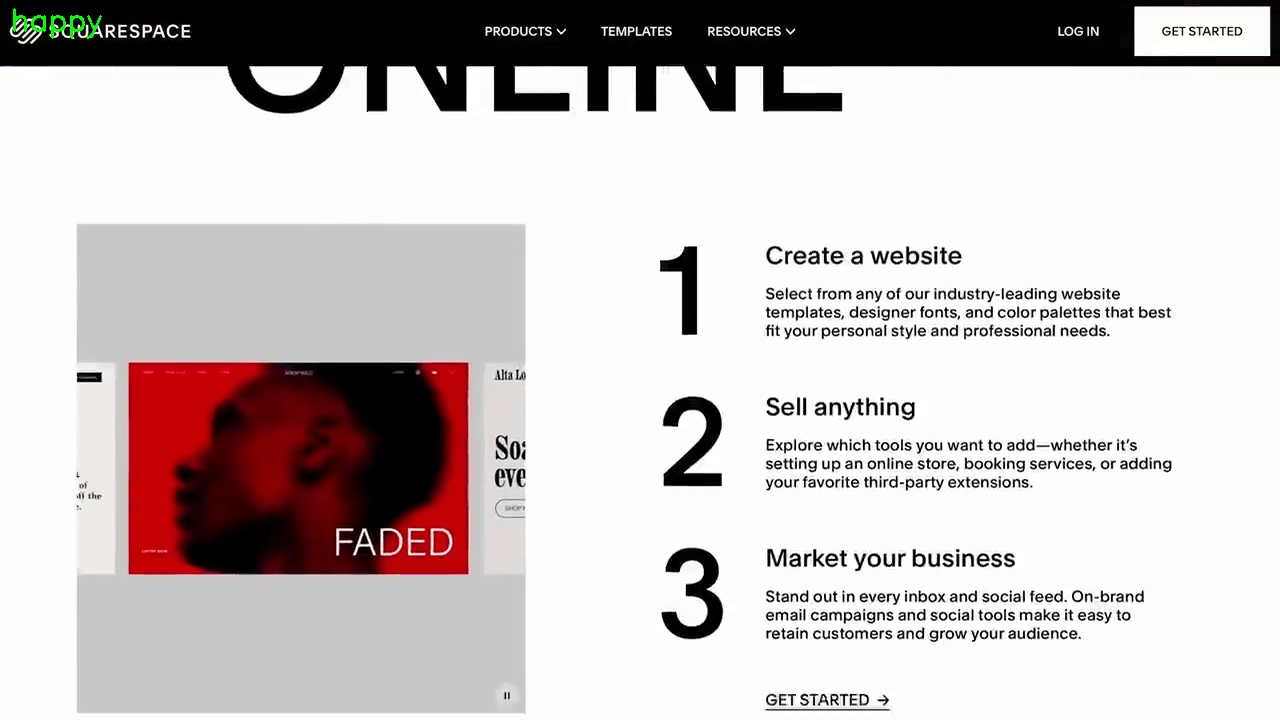 happy
SQUARESPACE
PRODUCTS
TEMPLATES
RESOURCES
LOG IN
GET STARTED
ONLINE
1
Create a website
Select from any of our industry-leading website
templates, designer fonts, and color palettes that best
fit your personal style and professional needs.
2
Sell anything
Explore which tools you want to add—whether it's
setting up an online store, booking services, or adding
your favorite third-party extensions.
3
Market your business
Stand out in every inbox and social feed. On-brand
email campaigns and social tools make it easy to
retain customers and grow your audience.
GET STARTED →
of
off the
FADED
Alta Lo
Soa
eve
SHOP